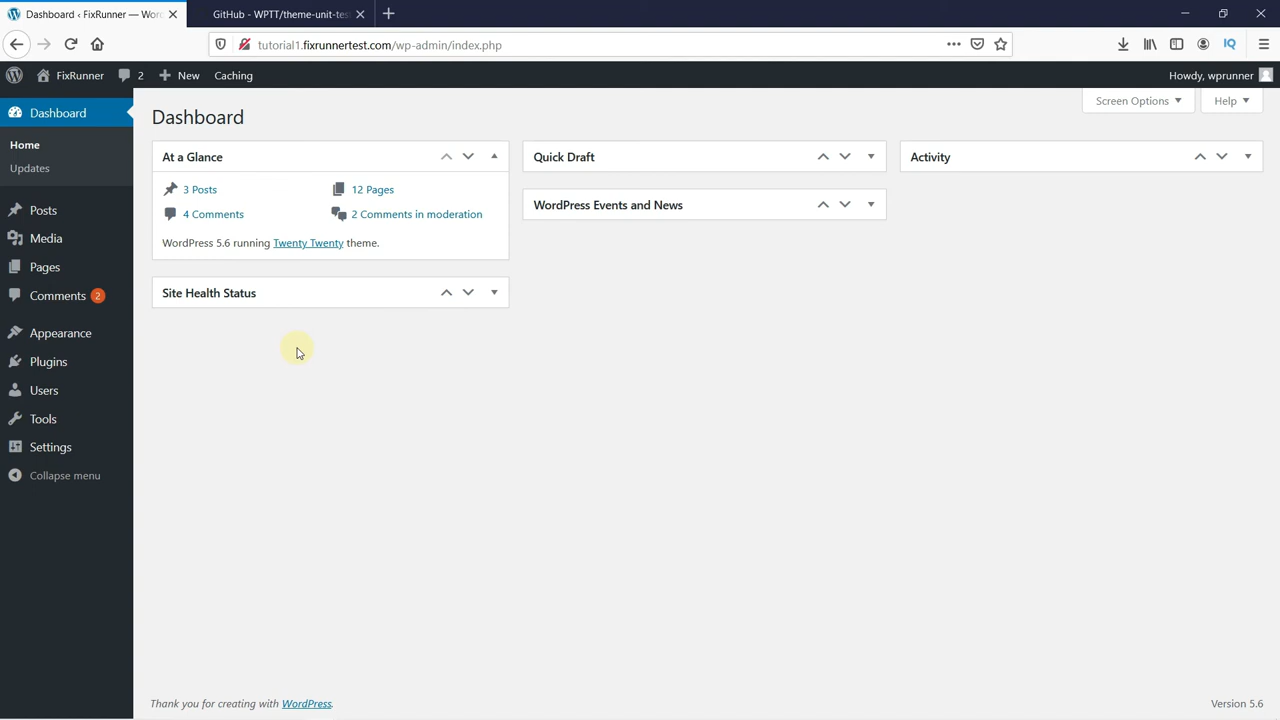 Dashboard ‹ FixRunner — Wor
GitHub - WPTT/theme-unit-tes
tutorial1.fixrunnertest.com/wp-admin/index.php
IQ
FixRunner
2
New
Caching
Howdy, wprunner
Dashboard
Home
Updates
Posts
Media
Pages
Comments 2
Appearance
Plugins
Users
Tools
Settings
Collapse menu
Screen Options
Help
Dashboard
At a Glance
3 Posts
12 Pages
4 Comments
2 Comments in moderation
WordPress 5.6 running Twenty Twenty theme.
Site Health Status
Quick Draft
WordPress Events and News
Activity
Thank you for creating with WordPress.
Version 5.6